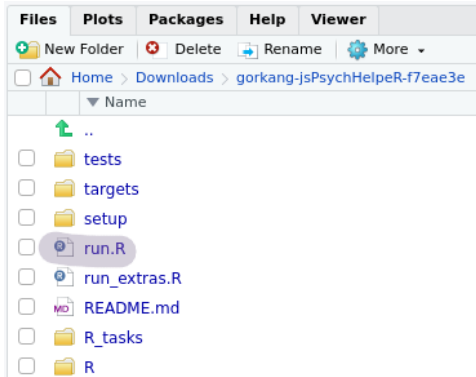 Files Plots Packages Help Viewer
New Folder Delete Rename More
Home > Downloads > gorkang-jsPsychHelpeR-f7eae3e
Name
..
tests
targets
setup
R run.R
R run_extras.R
MD README.md
R_tasks
R